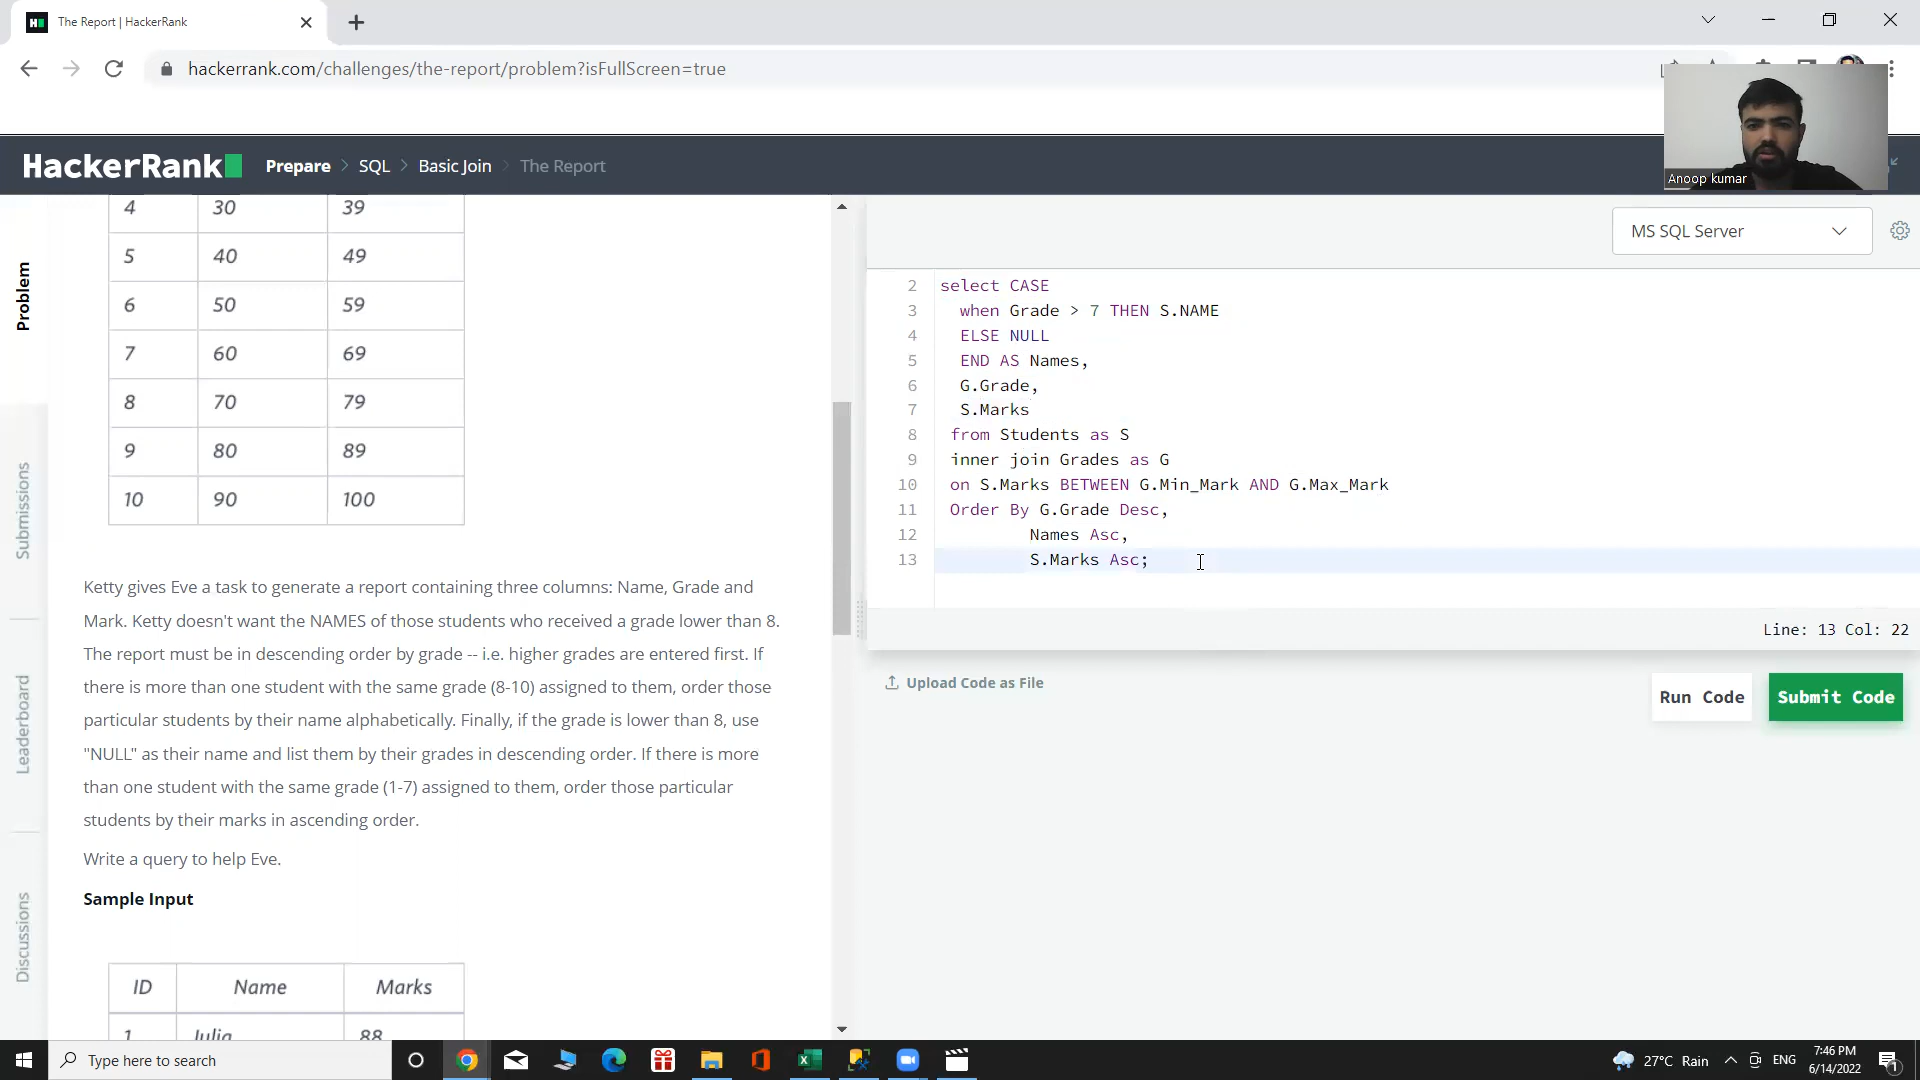 The Report | HackerRank
hackerrank.com/challenges/the-report/problem?isFullScreen=true
Anoop kumar
HackerRank
Prepare > SQL > Basic Join > The Report
Problem
Submissions
Leaderboard
Discussions
4 30 39
5 40 49
6 50 59
7 60 69
8 70 79
9 80 89
10 90 100
Ketty gives Eve a task to generate a report containing three columns: Name, Grade and
Mark. Ketty doesn't want the NAMES of those students who received a grade lower than 8.
The report must be in descending order by grade -- i.e. higher grades are entered first. If
there is more than one student with the same grade (8-10) assigned to them, order those
particular students by their name alphabetically. Finally, if the grade is lower than 8, use
"NULL" as their name and list them by their grades in descending order. If there is more
than one student with the same grade (1-7) assigned to them, order those particular
students by their marks in ascending order.
Write a query to help Eve.
Sample Input
ID Name Marks
1 Julia 88
MS SQL Server
2 select CASE
3 when Grade > 7 THEN S.NAME
4 ELSE NULL
5 END AS Names,
6 G.Grade,
7 S.Marks
8 from Students as S
9 inner join Grades as G
10 on S.Marks BETWEEN G.Min_Mark AND G.Max_Mark
11 Order By G.Grade Desc,
12 Names Asc,
13 S.Marks Asc;
Line: 13 Col: 22
Upload Code as File
Run Code
Submit Code
Type here to search
27°C Rain
ENG
7:46 PM
6/14/2022
1